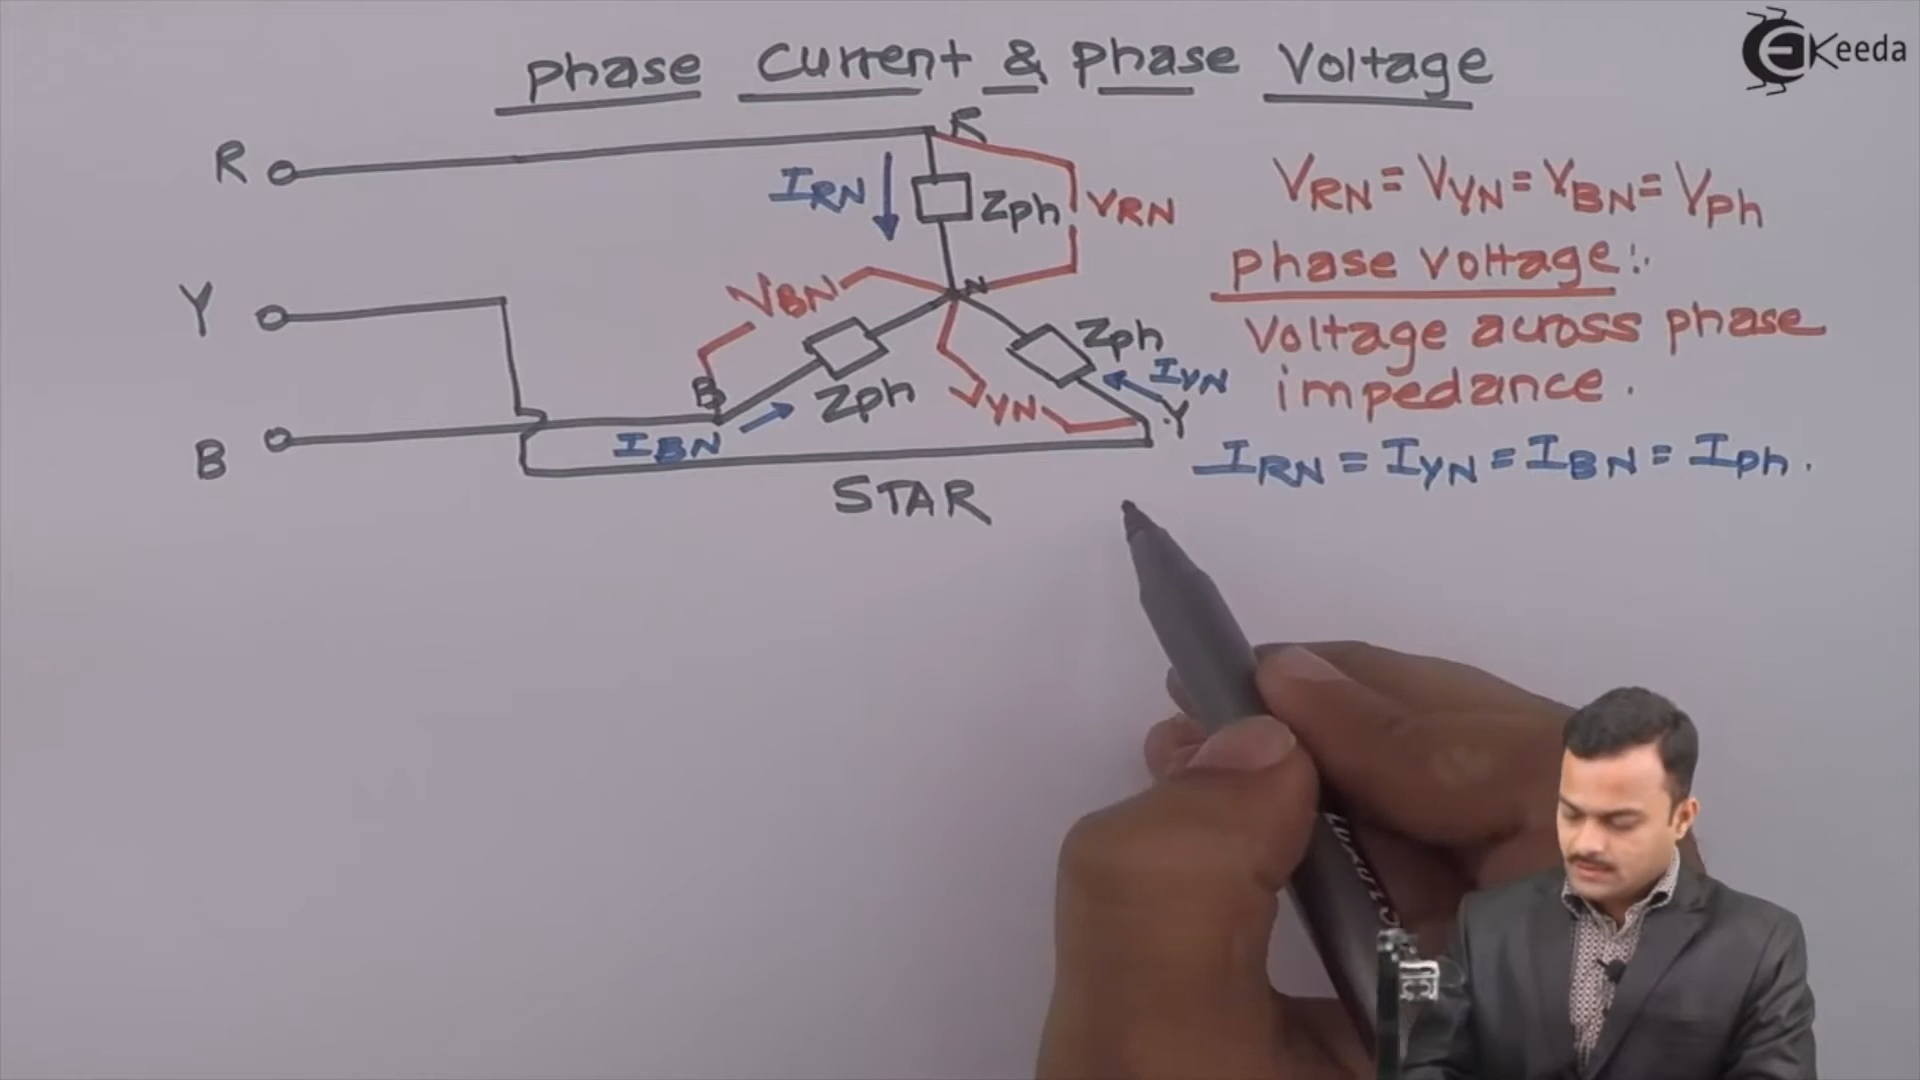 Phase Current & Phase Voltage
EKeeda
R
R
IRN
Zph
VRN
VRN = VYN = VBN = Vph
Phase Voltage:
Voltage across phase
impedance.
Y
VBN
N
Zph
IYN
B
Zph
VYN
Y
B
IBN
IRN = IYN = IBN = Iph.
STAR